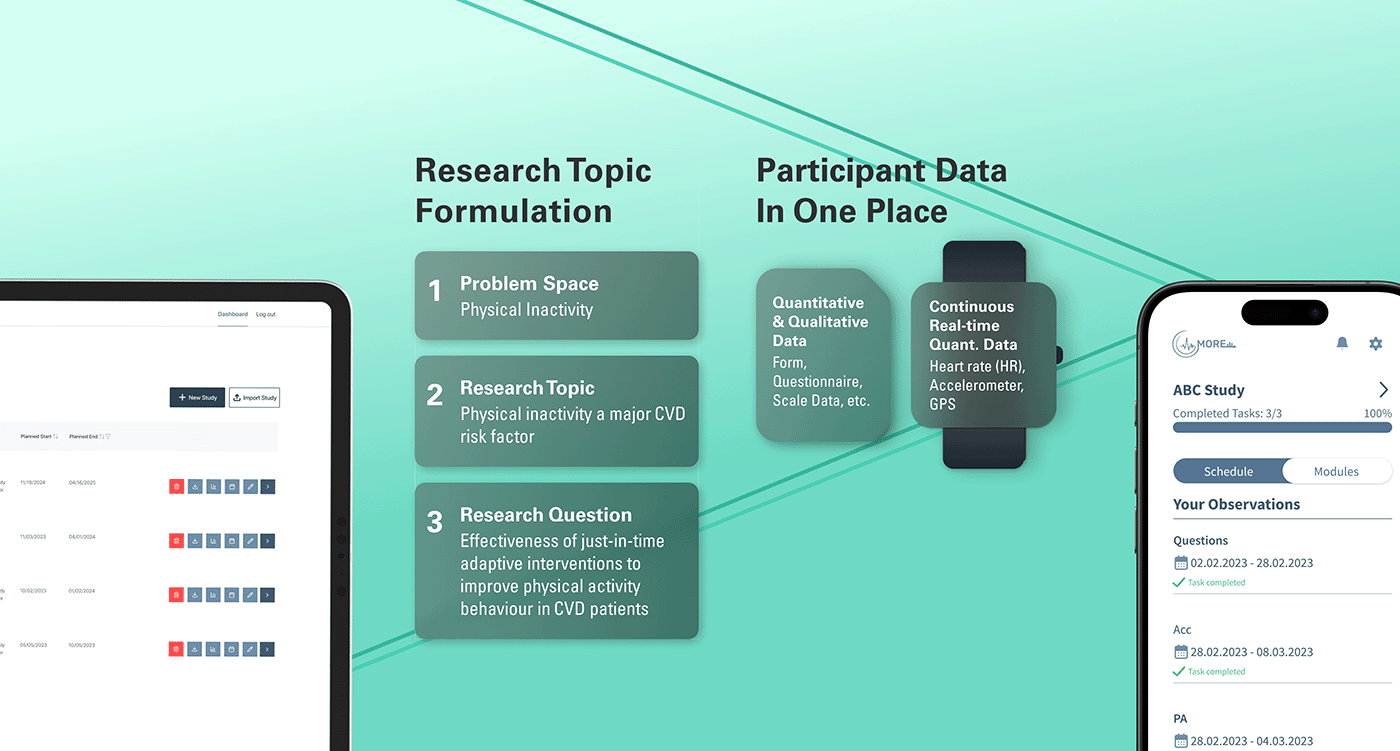 Research Topic
Formulation
1
Problem Space
Physical Inactivity
2
Research Topic
Physical inactivity a major CVD
risk factor
3
Research Question
Effectiveness of just-in-time
adaptive interventions to
improve physical activity
behaviour in CVD patients
Participant Data
In One Place
Quantitative
& Qualitative
Data
Form,
Questionnaire,
Scale Data, etc.
Continuous
Real-time
Quant. Data
Heart rate (HR),
Accelerometer,
GPS
Dashboard Log out
New Study Import Study
Planned Start Planned End
11/19/2024 04/16/2025
11/03/2023 04/01/2024
10/02/2023 01/02/2024
05/05/2023 10/05/2023
MORE
ABC Study
Completed Tasks: 3/3 100%
Schedule Modules
Your Observations
Questions
02.02.2023 - 28.02.2023
Task completed
Acc
28.02.2023 - 08.03.2023
Task completed
PA
28.02.2023 - 04.03.2023